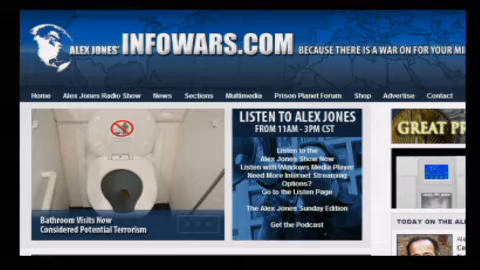 ALEX JONES' INFOWARS.COM BECAUSE THERE IS A WAR ON FOR YOUR MI
Home Alex Jones Radio Show News Sections Multimedia Prison Planet Forum Shop Advertise Contact
LISTEN TO ALEX JONES
FROM 11AM - 3PM CST
Listen to the
Alex Jones Show Now
Listen with Windows Media Player
Need More Internet Streaming
Options?
Go to the Listen Page
The Alex Jones Sunday Edition
Get the Podcast
Bathroom Visits Now
Considered Potential Terrorism
GREAT PR
TODAY ON THE AL
Ale